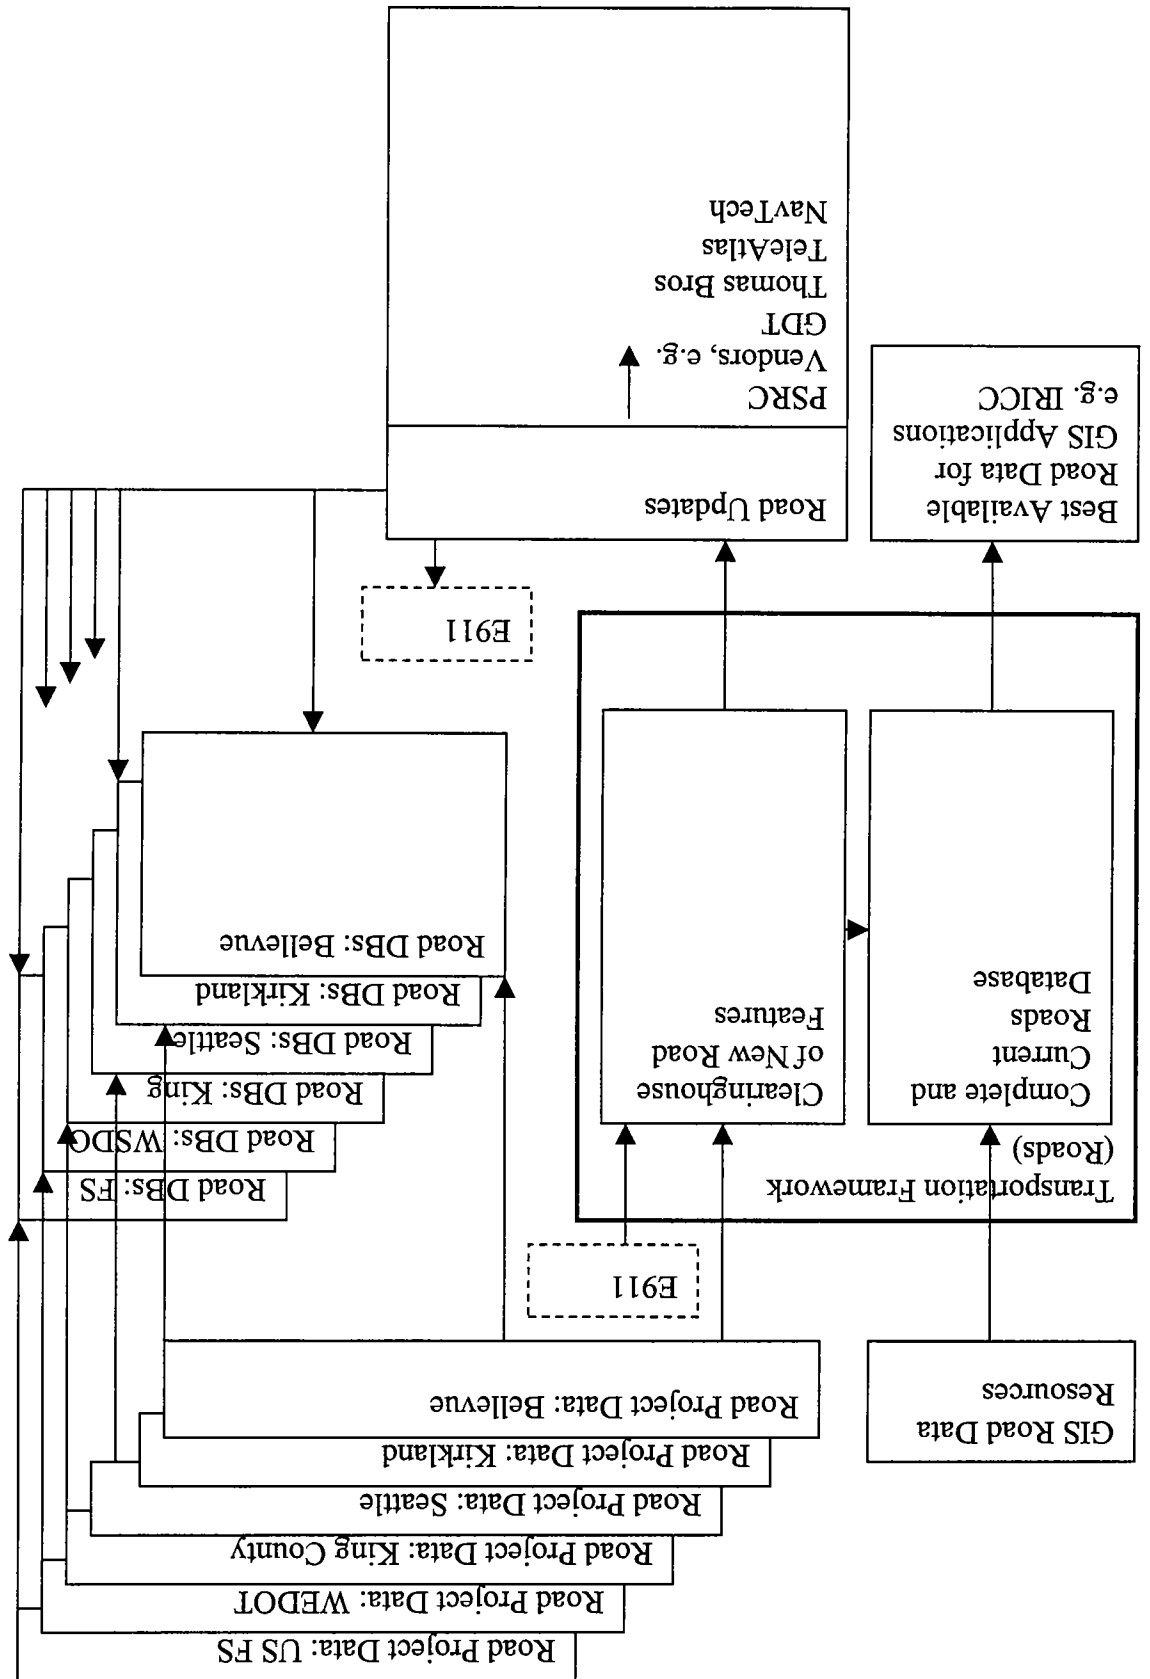 Road Project Data: US FS
Road Project Data: WEDOT
Road Project Data: King County
Road Project Data: Seattle
Road Project Data: Kirkland
Road Project Data: Bellevue
GIS Road Data
Resources
E911
Transportation Framework
(Roads)
Complete and
Current
Roads
Database
Clearinghouse
of New Road
Features
Road DBs: FS
Road DBs: WSDO
Road DBs: King
Road DBs: Seattle
Road DBs: Kirkland
Road DBs: Bellevue
E911
Best Available
Road Data for
GIS Applications
e.g. IRICC
Road Updates
PSRC
Vendors, e.g.
GDT
Thomas Bros
TeleAtlas
NavTech